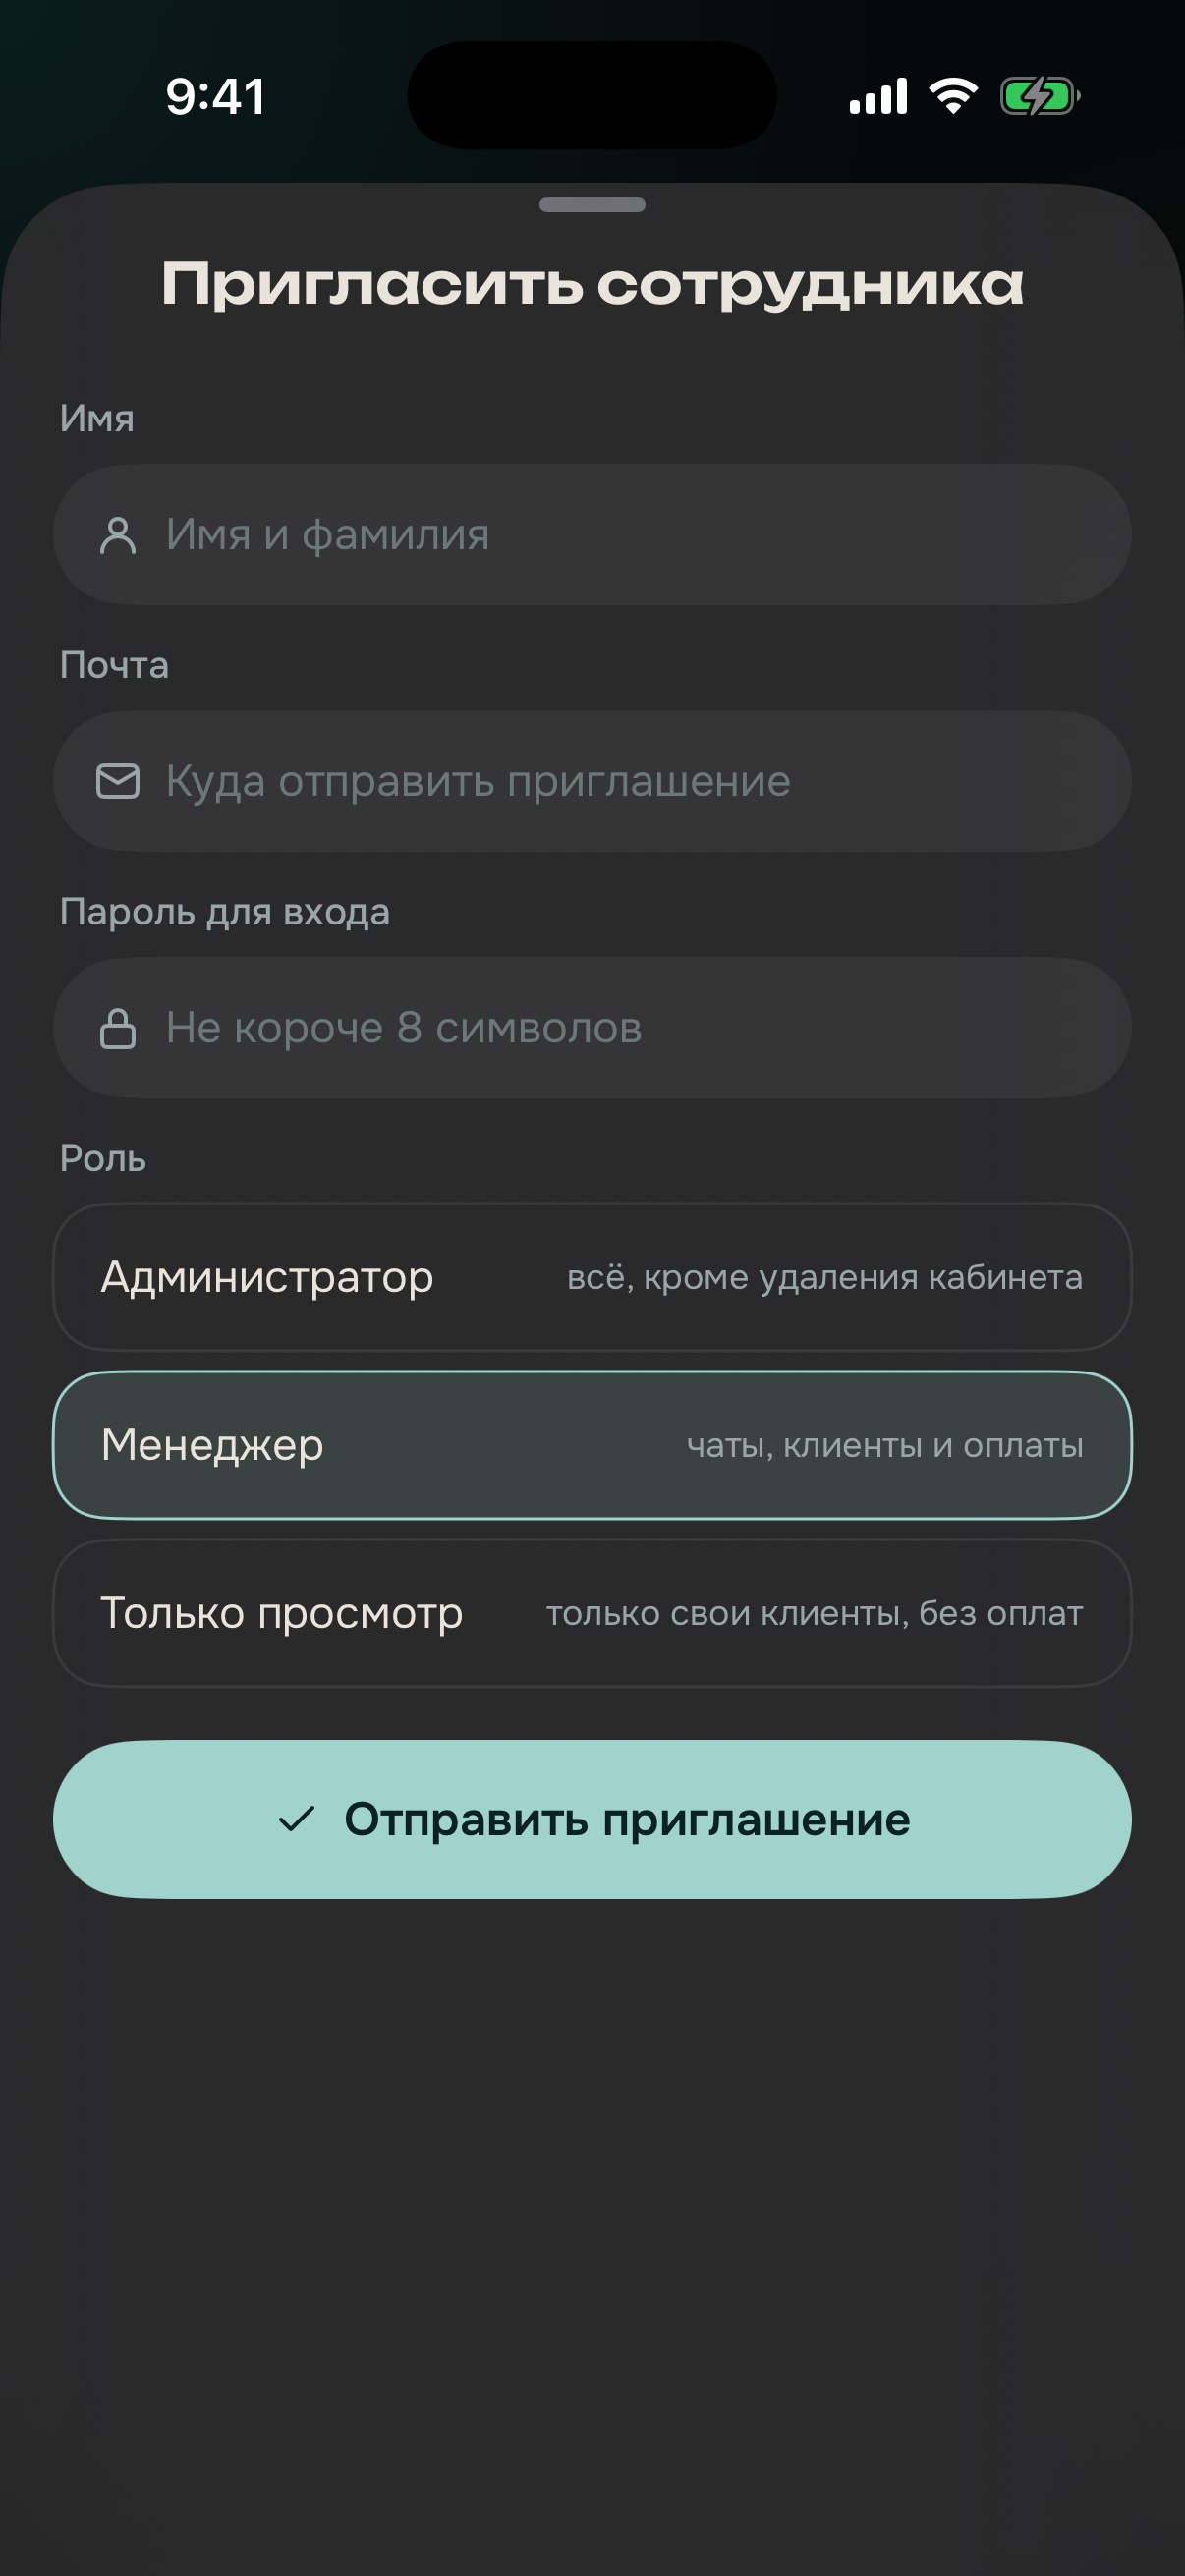 9:41
Пригласить сотрудника
Имя
Имя и фамилия
Почта
Куда отправить приглашение
Пароль для входа
Не короче 8 символов
Роль
Администратор всё, кроме удаления кабинета
Менеджер чаты, клиенты и оплаты
Только просмотр только свои клиенты, без оплат
Отправить приглашение